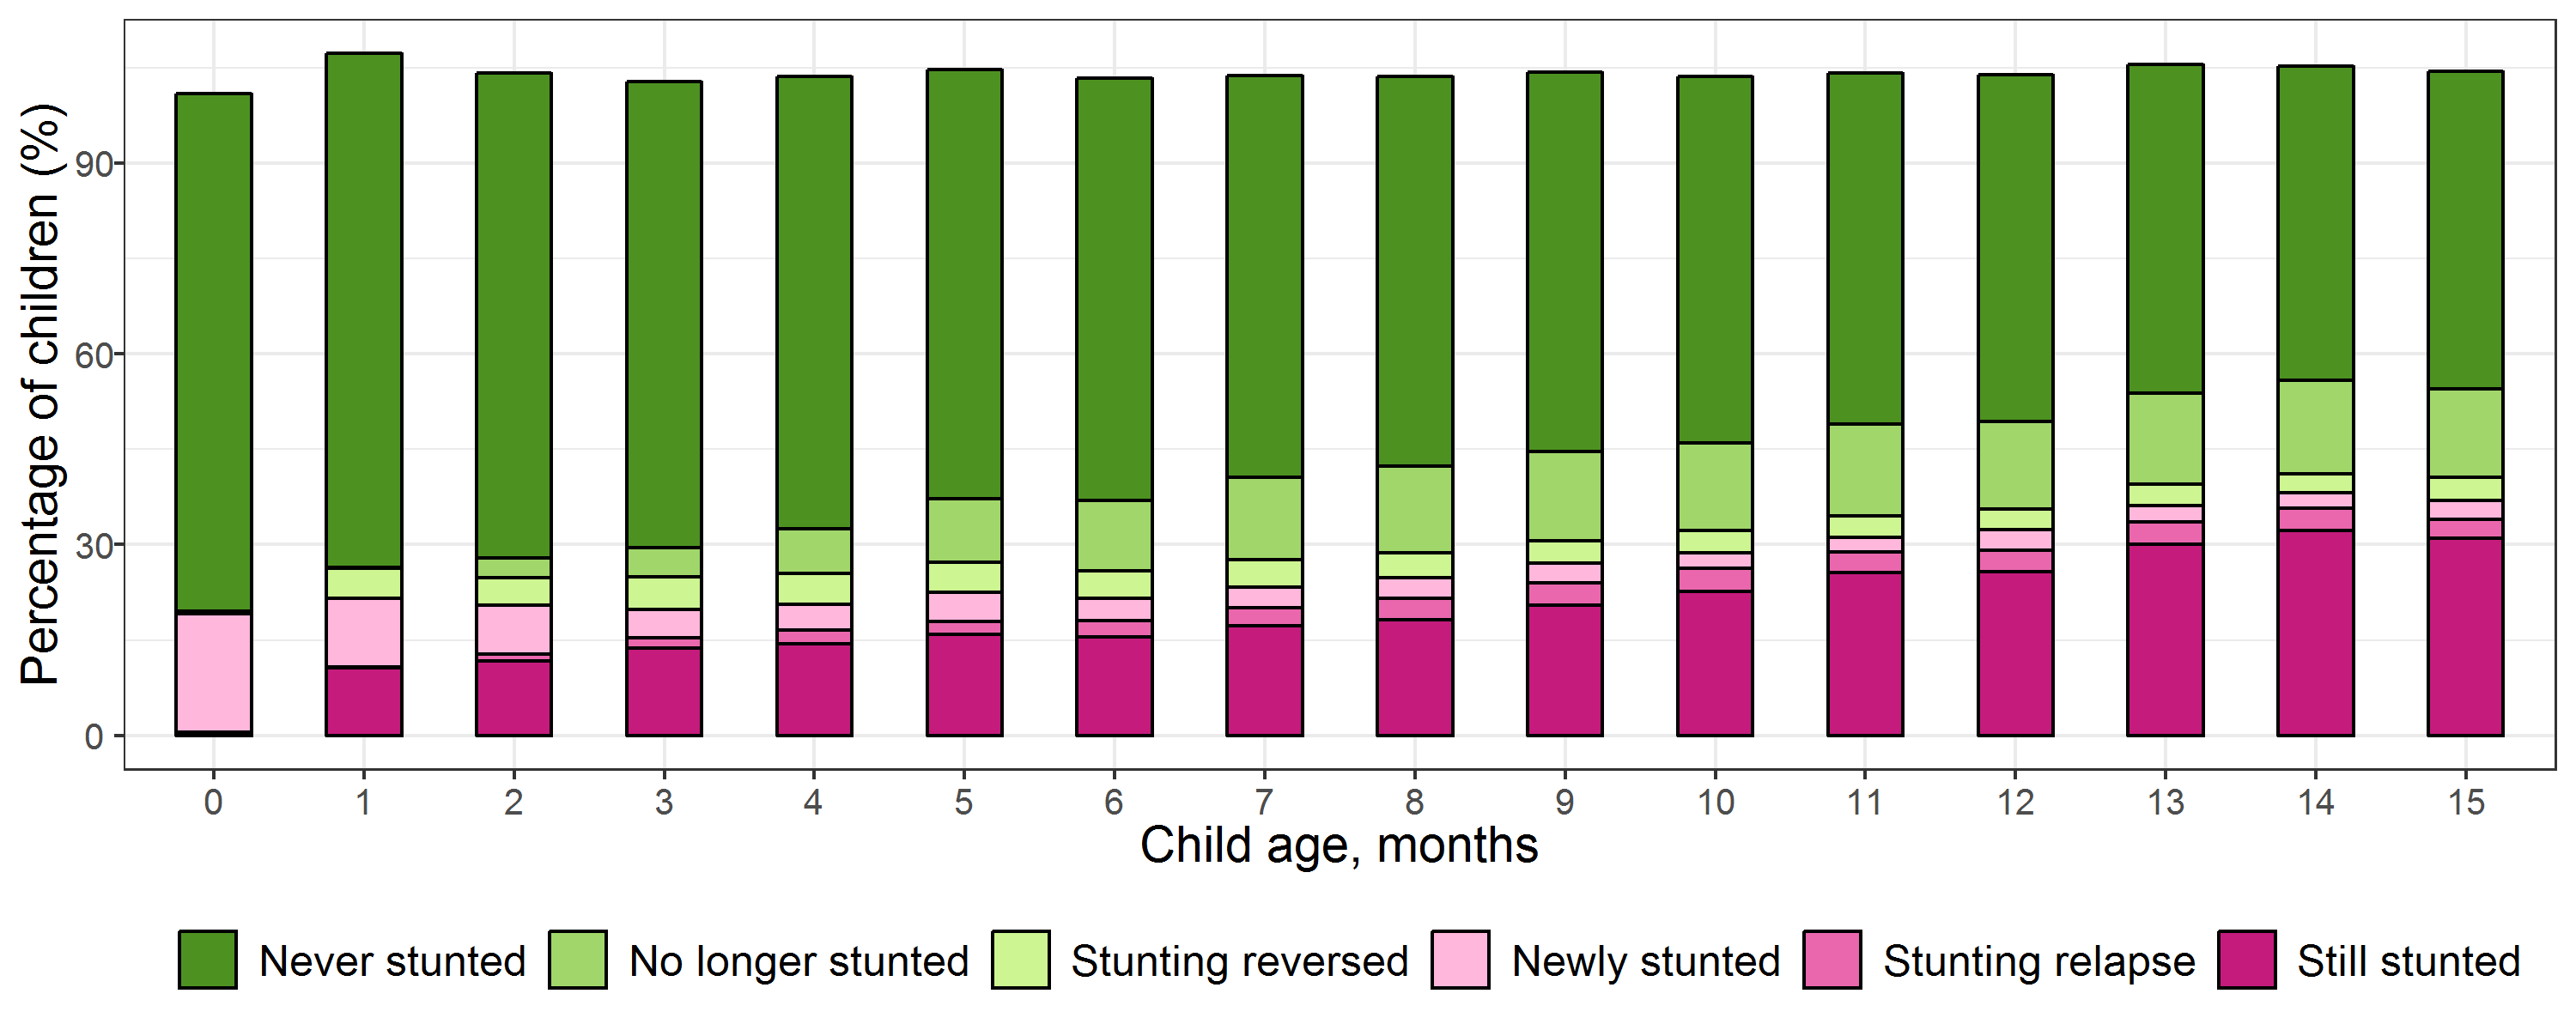 Percentage of children (%)
90
60
30
0
0 1 2 3 4 5 6 7 8 9 10 11 12 13 14 15
Child age, months
Never stunted No longer stunted Stunting reversed Newly stunted Stunting relapse Still stunted